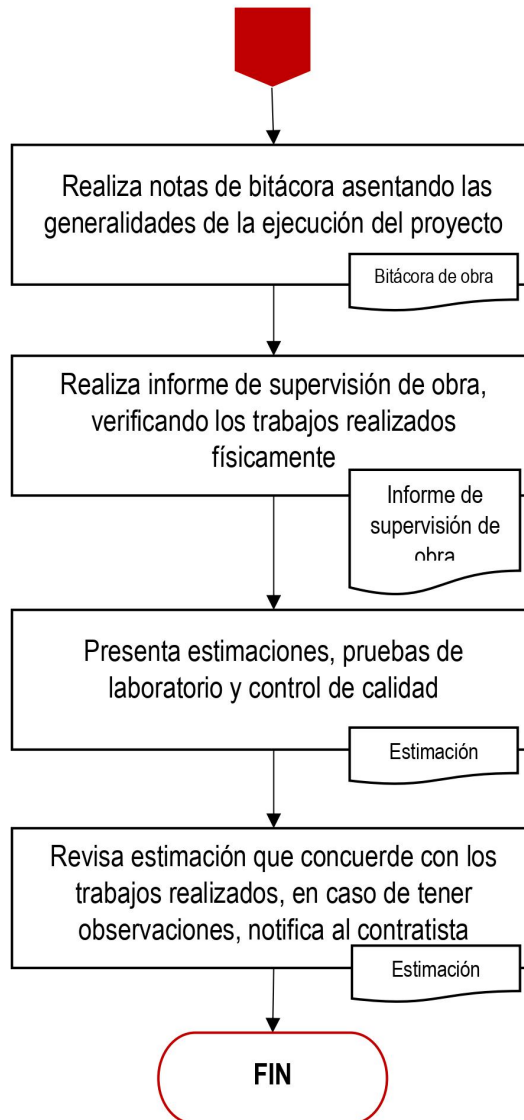 Realiza notas de bitácora asentando las
generalidades de la ejecución del proyecto
Bitácora de obra
Realiza informe de supervisión de obra,
verificando los trabajos realizados
físicamente
Informe de
supervisión de
obra
Presenta estimaciones, pruebas de
laboratorio y control de calidad
Estimación
Revisa estimación que concuerde con los
trabajos realizados, en caso de tener
observaciones, notifica al contratista
Estimación
FIN